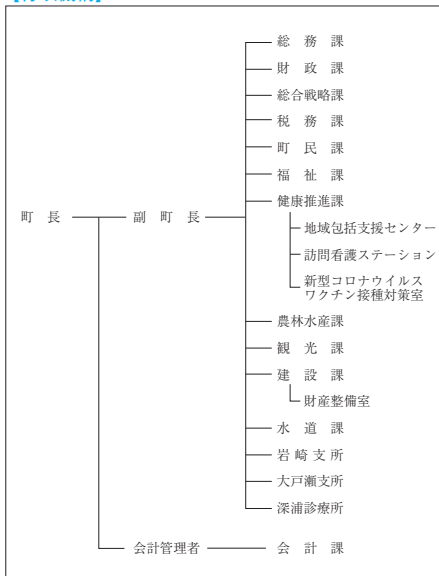 総務課
財政課
総合戦略課
税務課
町民課
福祉課
健康推進課
町長
副町長
地域包括支援センター
訪問看護ステーション
新型コロナウイルス
ワクチン接種対策室
農林水産課
観光課
建設課
財産整備室
水道課
岩崎支所
大戸瀬支所
深浦診療所
会計管理者
会計課